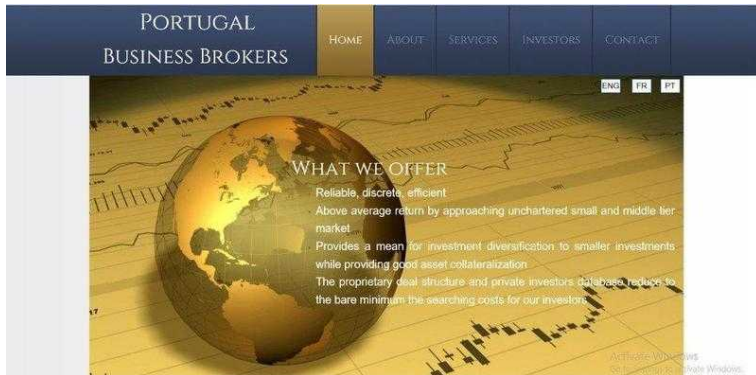 PORTUGAL
BUSINESS BROKERS
HOME
ABOUT
SERVICES
INVESTORS
CONTACT
ENG FR PT
WHAT WE OFFER
Reliable, discrete, efficient
Above average return by approaching unchartered small and middle tier
market
Provides a mean for investment diversification to smaller investments
while providing good asset collateralization
The proprietary deal structure and private investors database reduce to
the bare minimum the searching costs for our investors
17
Activate Windows